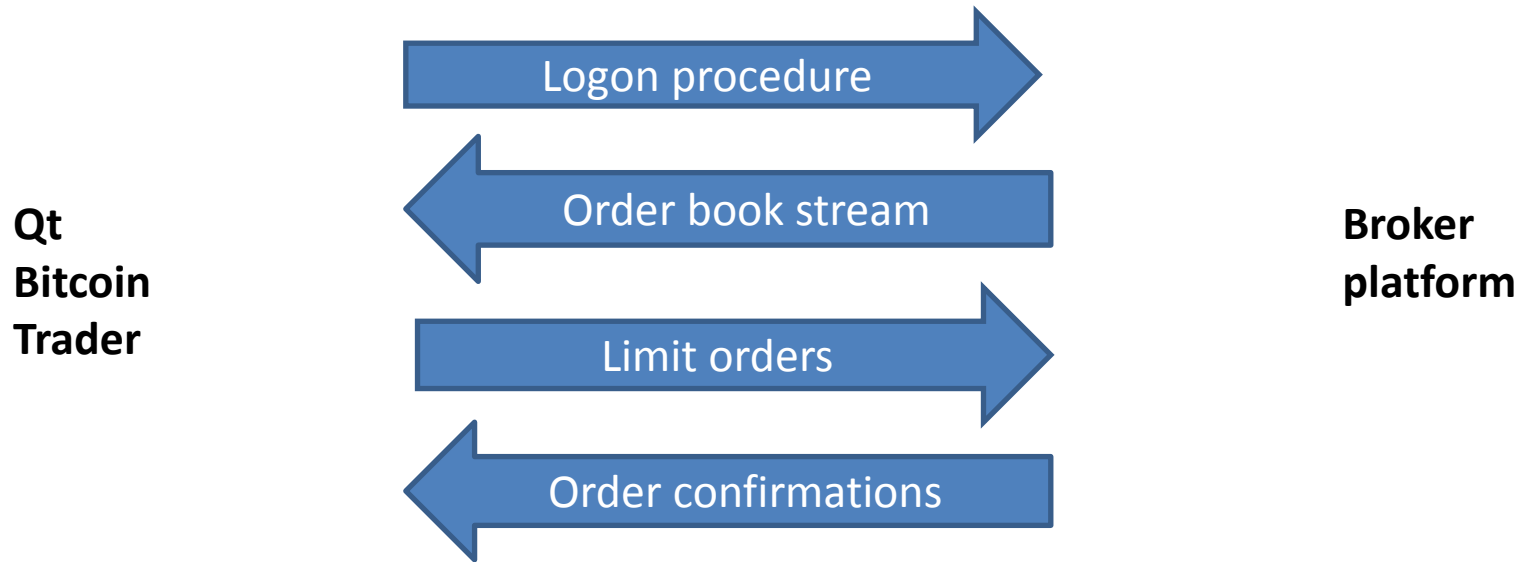 Logon procedure
Order book stream
Qt
Bitcoin
Trader
Broker
platform
Limit orders
Order confirmations